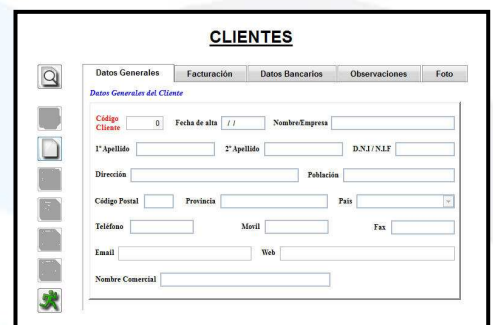 CLIENTES
Datos Generales Facturación Datos Bancarios Observaciones Foto
Datos Generales del Cliente
Código Cliente 0 Fecha de alta / / Nombre/Empresa
1º Apellido 2º Apellido D.N.I / N.I.F
Dirección Población
Código Postal Provincia Pais
Teléfono Movil Fax
Email Web
Nombre Comercial